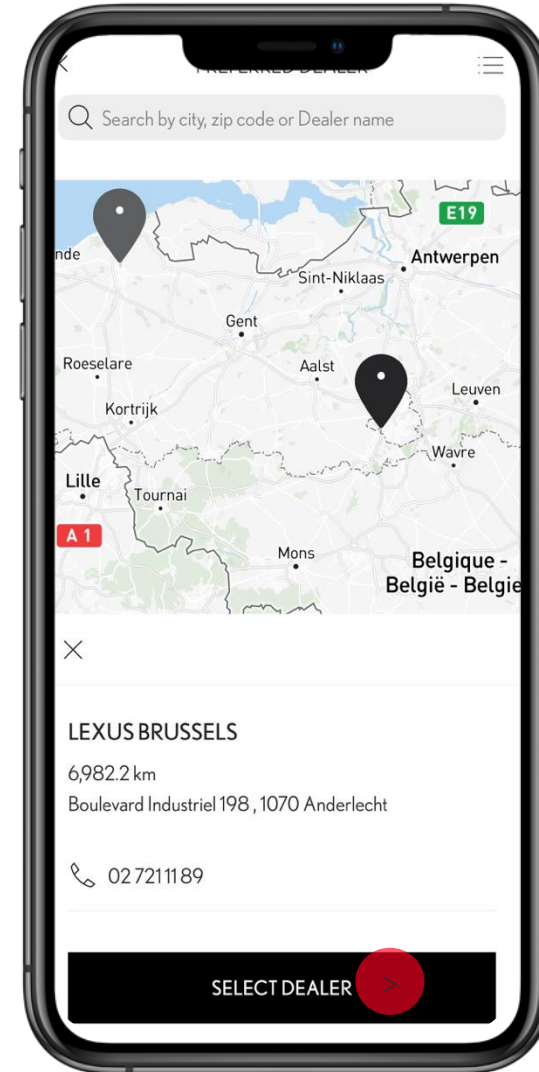 PREFERRED DEALER
Search by city, zip code or Dealer name
E19
nde
Antwerpen
Sint-Niklaas
Gent
Roeselare
Aalst
Leuven
Kortrijk
Wavre
Lille
Tournai
A 1
Mons
Belgique -
België - Belgie
LEXUS BRUSSELS
6,982.2 km
Boulevard Industriel 198 , 1070 Anderlecht
02 721 11 89
SELECT DEALER >